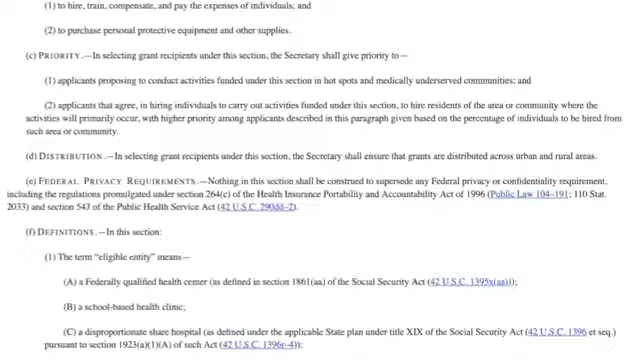 (1) to hire, train, compensate, and pay the expenses of individuals; and
(2) to purchase personal protective equipment and other supplies.
(c) PRIORITY.—In selecting grant recipients under this section, the Secretary shall give priority to—
(1) applicants proposing to conduct activities funded under this section in hot spots and medically underserved communities; and
(2) applicants that agree, in hiring individuals to carry out activities funded under this section, to hire residents of the area or community where the
activities will primarily occur, with higher priority among applicants described in this paragraph given based on the percentage of individuals to be hired from
such area or community.
(d) DISTRIBUTION.—In selecting grant recipients under this section, the Secretary shall ensure that grants are distributed across urban and rural areas.
(e) FEDERAL PRIVACY REQUIREMENTS.—Nothing in this section shall be construed to supersede any Federal privacy or confidentiality requirement,
including the regulations promulgated under section 264(c) of the Health Insurance Portability and Accountability Act of 1996 (Public Law 104–191; 110 Stat.
2033) and section 543 of the Public Health Service Act (42 U.S.C. 290dd–2).
(f) DEFINITIONS.—In this section:
(1) The term “eligible entity” means—
(A) a Federally qualified health center (as defined in section 1861(aa) of the Social Security Act (42 U.S.C. 1395x(aa)));
(B) a school-based health clinic;
(C) a disproportionate share hospital (as defined under the applicable State plan under title XIX of the Social Security Act (42 U.S.C. 1396 et seq.)
pursuant to section 1923(a)(1)(A) of such Act (42 U.S.C. 1396r–4));